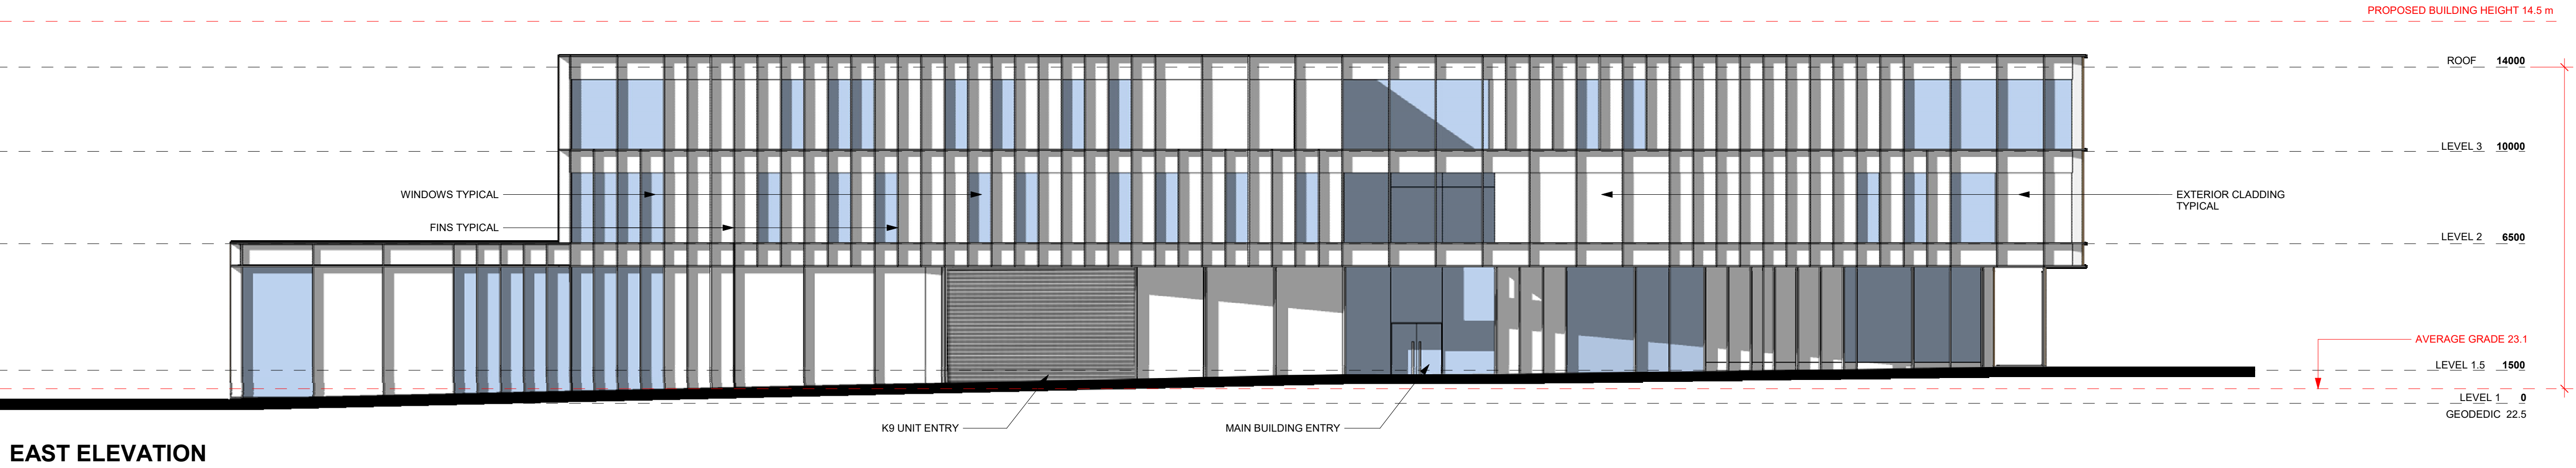 PROPOSED BUILDING HEIGHT 14.5 m
ROOF 14000
LEVEL 3 10000
WINDOWS TYPICAL
EXTERIOR CLADDING
TYPICAL
FINS TYPICAL
LEVEL 2 6500
AVERAGE GRADE 23.1
LEVEL 1.5 1500
LEVEL 1 0
GEODEDIC 22.5
K9 UNIT ENTRY
MAIN BUILDING ENTRY
EAST ELEVATION